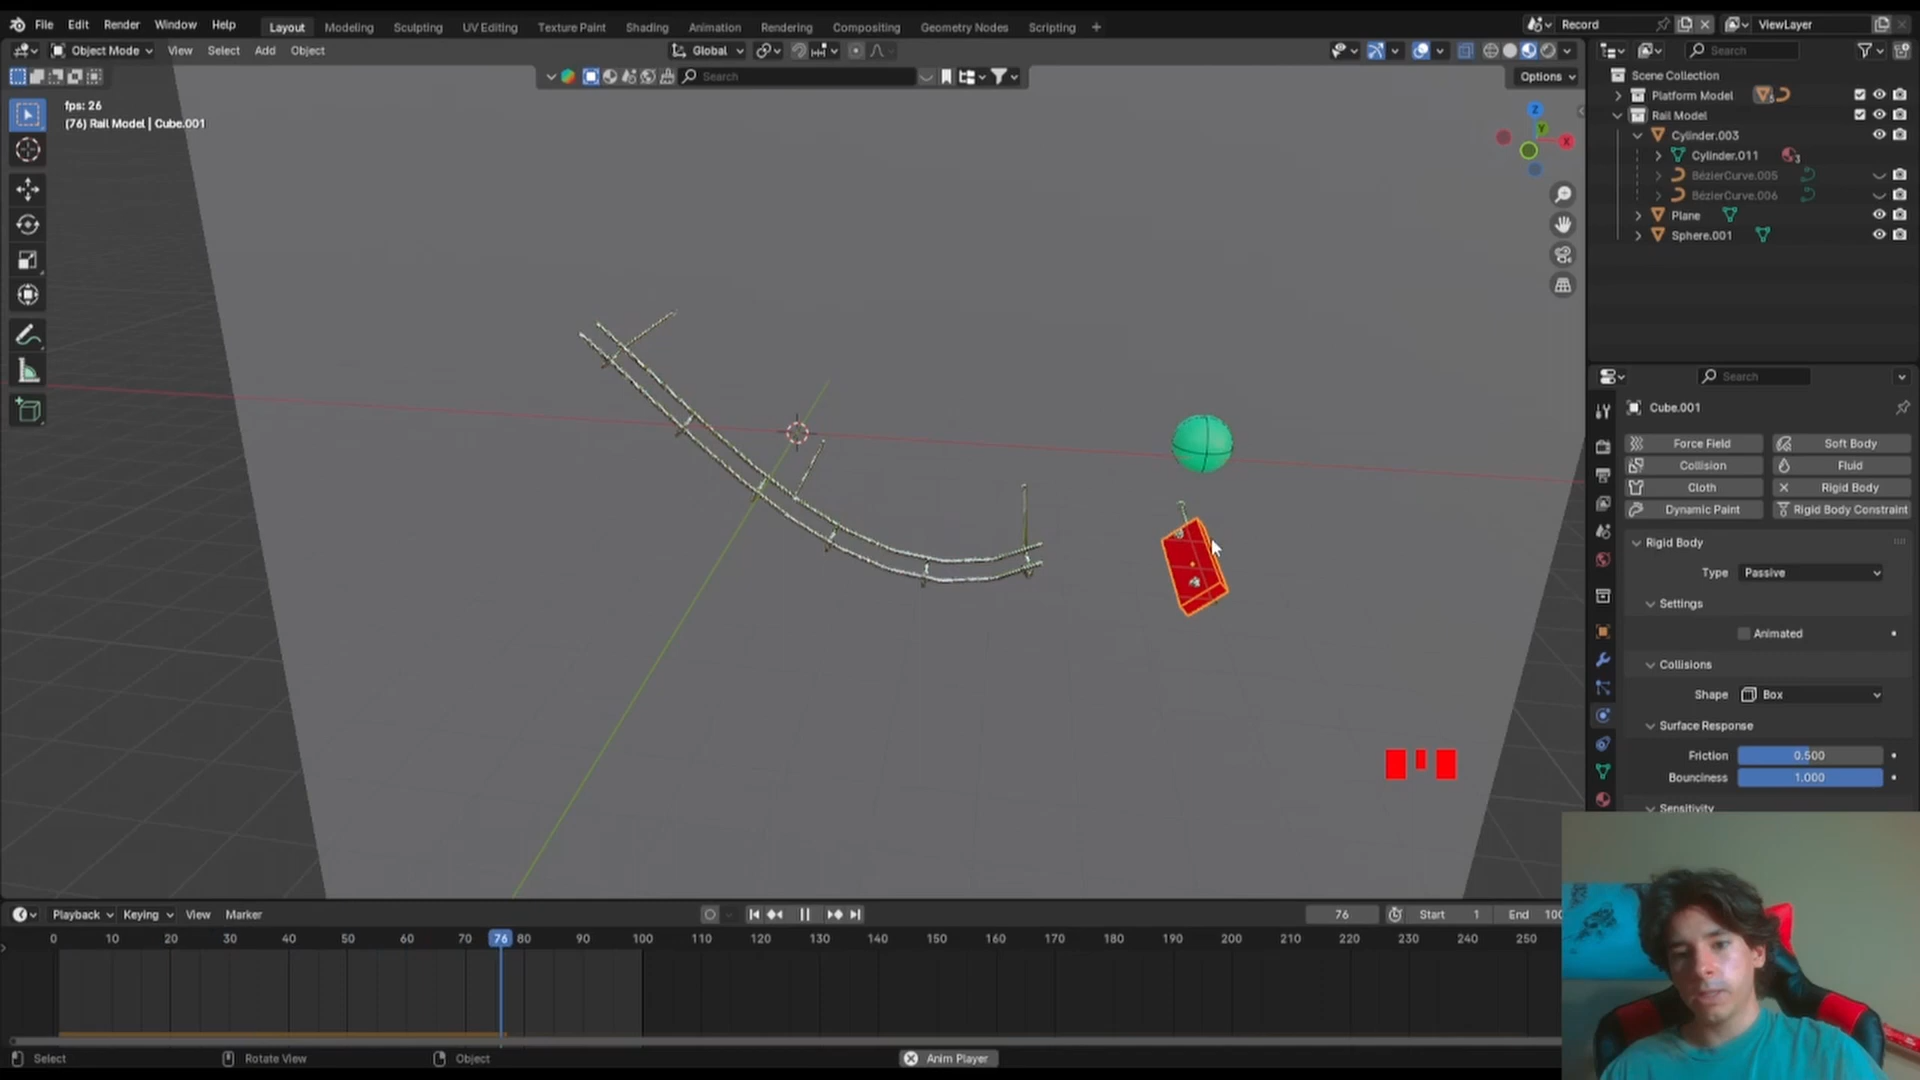 File Edit Render Window Help
Layout Modeling Sculpting UV Editing Texture Paint Shading Animation Rendering Compositing Geometry Nodes Scripting +
Record
ViewLayer
Object Mode View Select Add Object
Global
Search
Search
Options
fps: 26
(76) Rail Model | Cube.001
Z
Y
X
Scene Collection
Platform Model 5
Rail Model
Cylinder.003
Cylinder.011 3
BézierCurve.005
BézierCurve.006
Plane
Sphere.001
Search
Cube.001
Force Field Soft Body
Collision Fluid
Cloth Rigid Body
Dynamic Paint Rigid Body Constraint
Rigid Body
Type Passive
Settings
Animated
Collisions
Shape Box
Surface Response
Friction 0.500
Bounciness 1.000
Sensitivity
Playback Keying View Marker
76 Start 1 End 100
0 10 20 30 40 50 60 70 76 80 90 100 110 120 130 140 150 160 170 180 190 200 210 220 230 240 250
Select Rotate View Object Anim Player